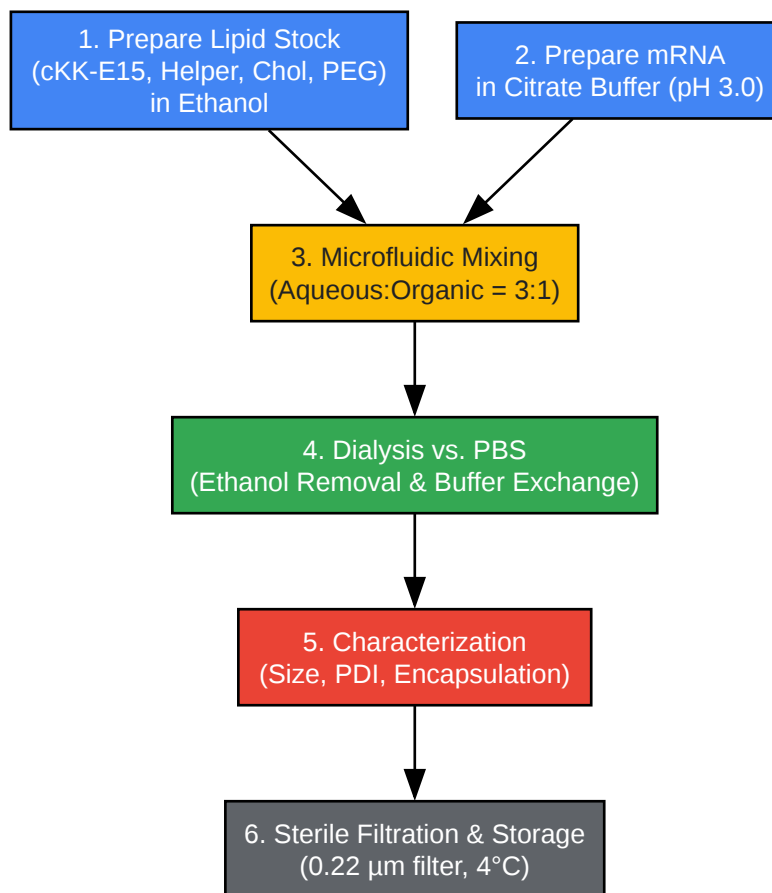 1. Prepare Lipid Stock
(cKK-E15, Helper, Chol, PEG)
in Ethanol
2. Prepare mRNA
in Citrate Buffer (pH 3.0)
3. Microfluidic Mixing
(Aqueous:Organic = 3:1)
4. Dialysis vs. PBS
(Ethanol Removal & Buffer Exchange)
5. Characterization
(Size, PDI, Encapsulation)
6. Sterile Filtration & Storage
(0.22 µm filter, 4°C)